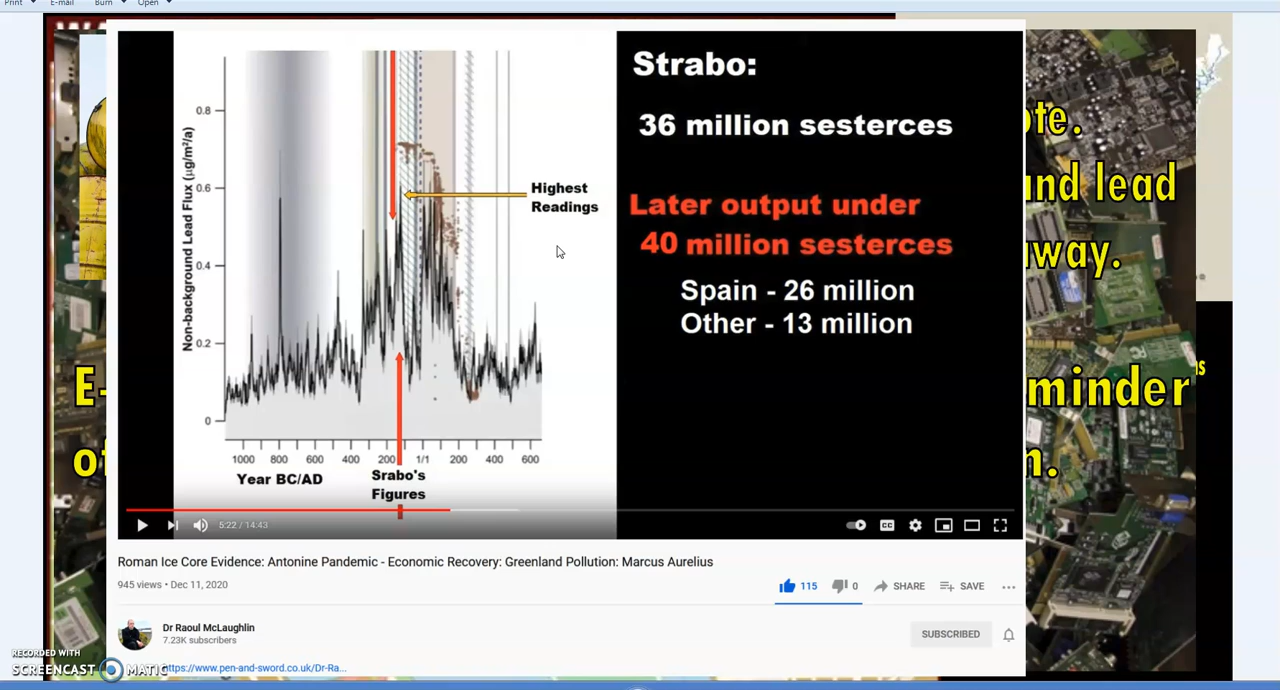 Print
E-mail
Burn
Open
Strabo:
36 million sesterces
Later output under
40 million sesterces
Spain - 26 million
Other - 13 million
Non-background Lead Flux (µg/m²/a)
0.8
0.6
0.4
0.2
0
Highest
Readings
1000 800 600 400 200 1/1 200 400 600
Year BC/AD
Srabo's
Figures
5:22 / 14:43
CC
Roman Ice Core Evidence: Antonine Pandemic - Economic Recovery: Greenland Pollution: Marcus Aurelius
945 views • Dec 11, 2020
115
0
SHARE
SAVE
Dr Raoul McLaughlin
7.23K subscribers
SUBSCRIBED
https://www.pen-and-sword.co.uk/Dr-Ra...
RECORDED WITH
SCREENCAST MATIC
and lead
away.
E-
minder
of